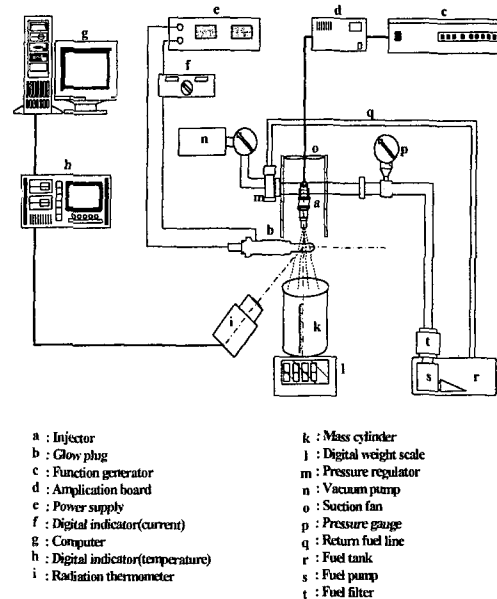 e
d
c
g
f
q
n
o
p
m
a
h
b
i
k
t
l
s
r
a : Injector
b : Glow plug
c : Function generator
d : Amplication board
e : Power supply
f : Digital indicator(current)
g : Computer
h : Digital indicator(temperature)
i : Radiation thermometer
k : Mass cylinder
l : Digital weight scale
m : Pressure regulator
n : Vacuum pump
o : Suction fan
p : Pressure gauge
q : Return fuel line
r : Fuel tank
s : Fuel pump
t : Fuel filter